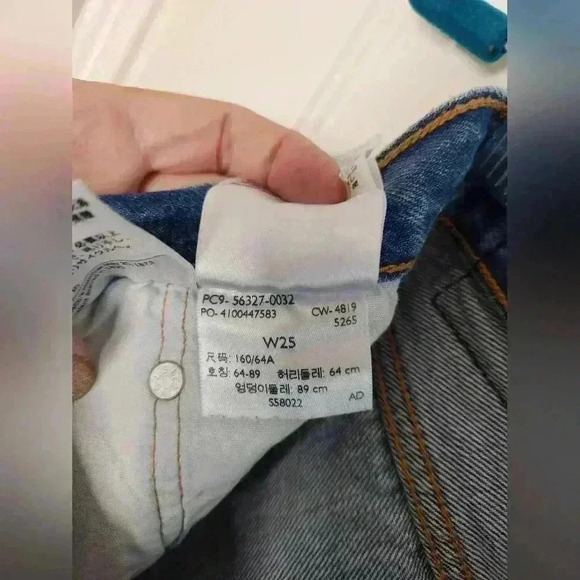 PC9- 56327-0032
PO- 4100447583 CW- 4819
5265
W25
尺码: 160/64A
호칭: 64-89 허리둘레: 64 cm
엉덩이둘레: 89 cm
558022 AD